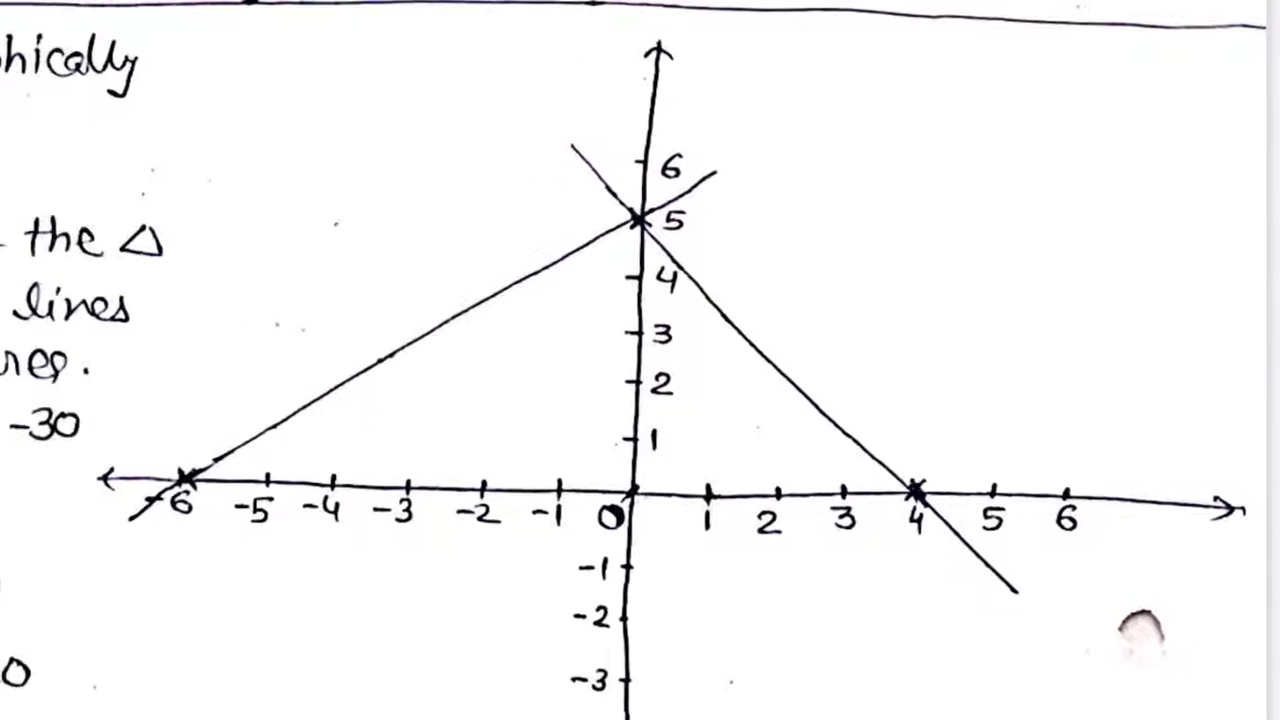 hically
the Δ
lines
res.
-30
0
6
5
4
3
2
1
-6 -5 -4 -3 -2 -1 0 1 2 3 4 5 6
-1
-2
-3